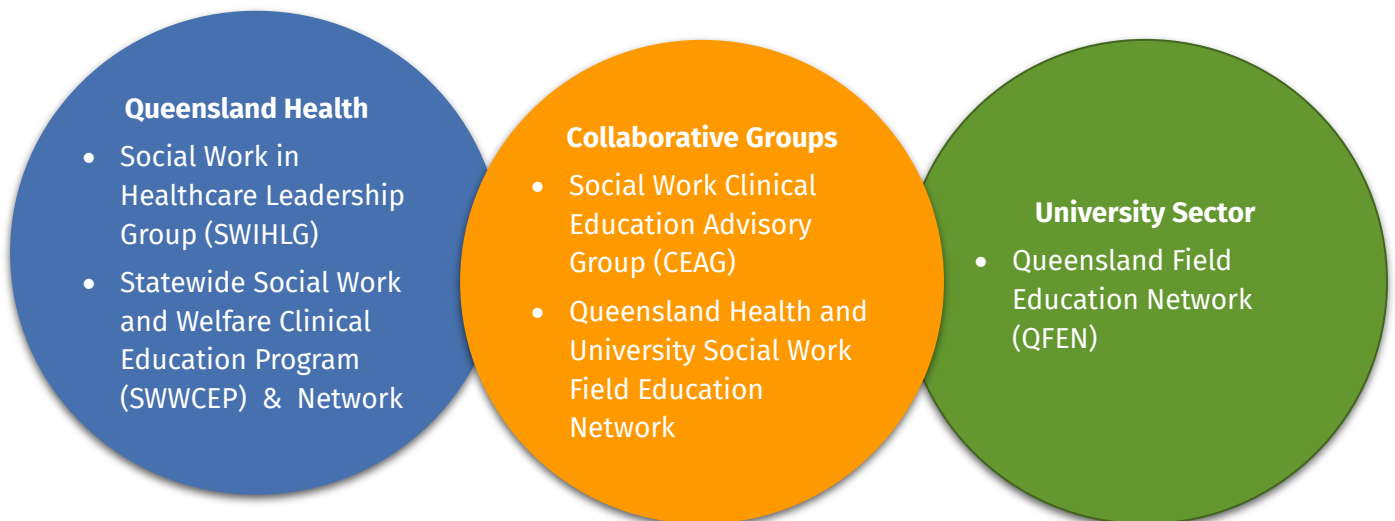 Queensland Health
• Social Work in
Healthcare Leadership
Group (SWIHLG)
• Statewide Social Work
and Welfare Clinical
Education Program
(SWWCEP) & Network
Collaborative Groups
• Social Work Clinical
Education Advisory
Group (CEAG)
• Queensland Health and
University Social Work
Field Education
Network
University Sector
• Queensland Field
Education Network
(QFEN)